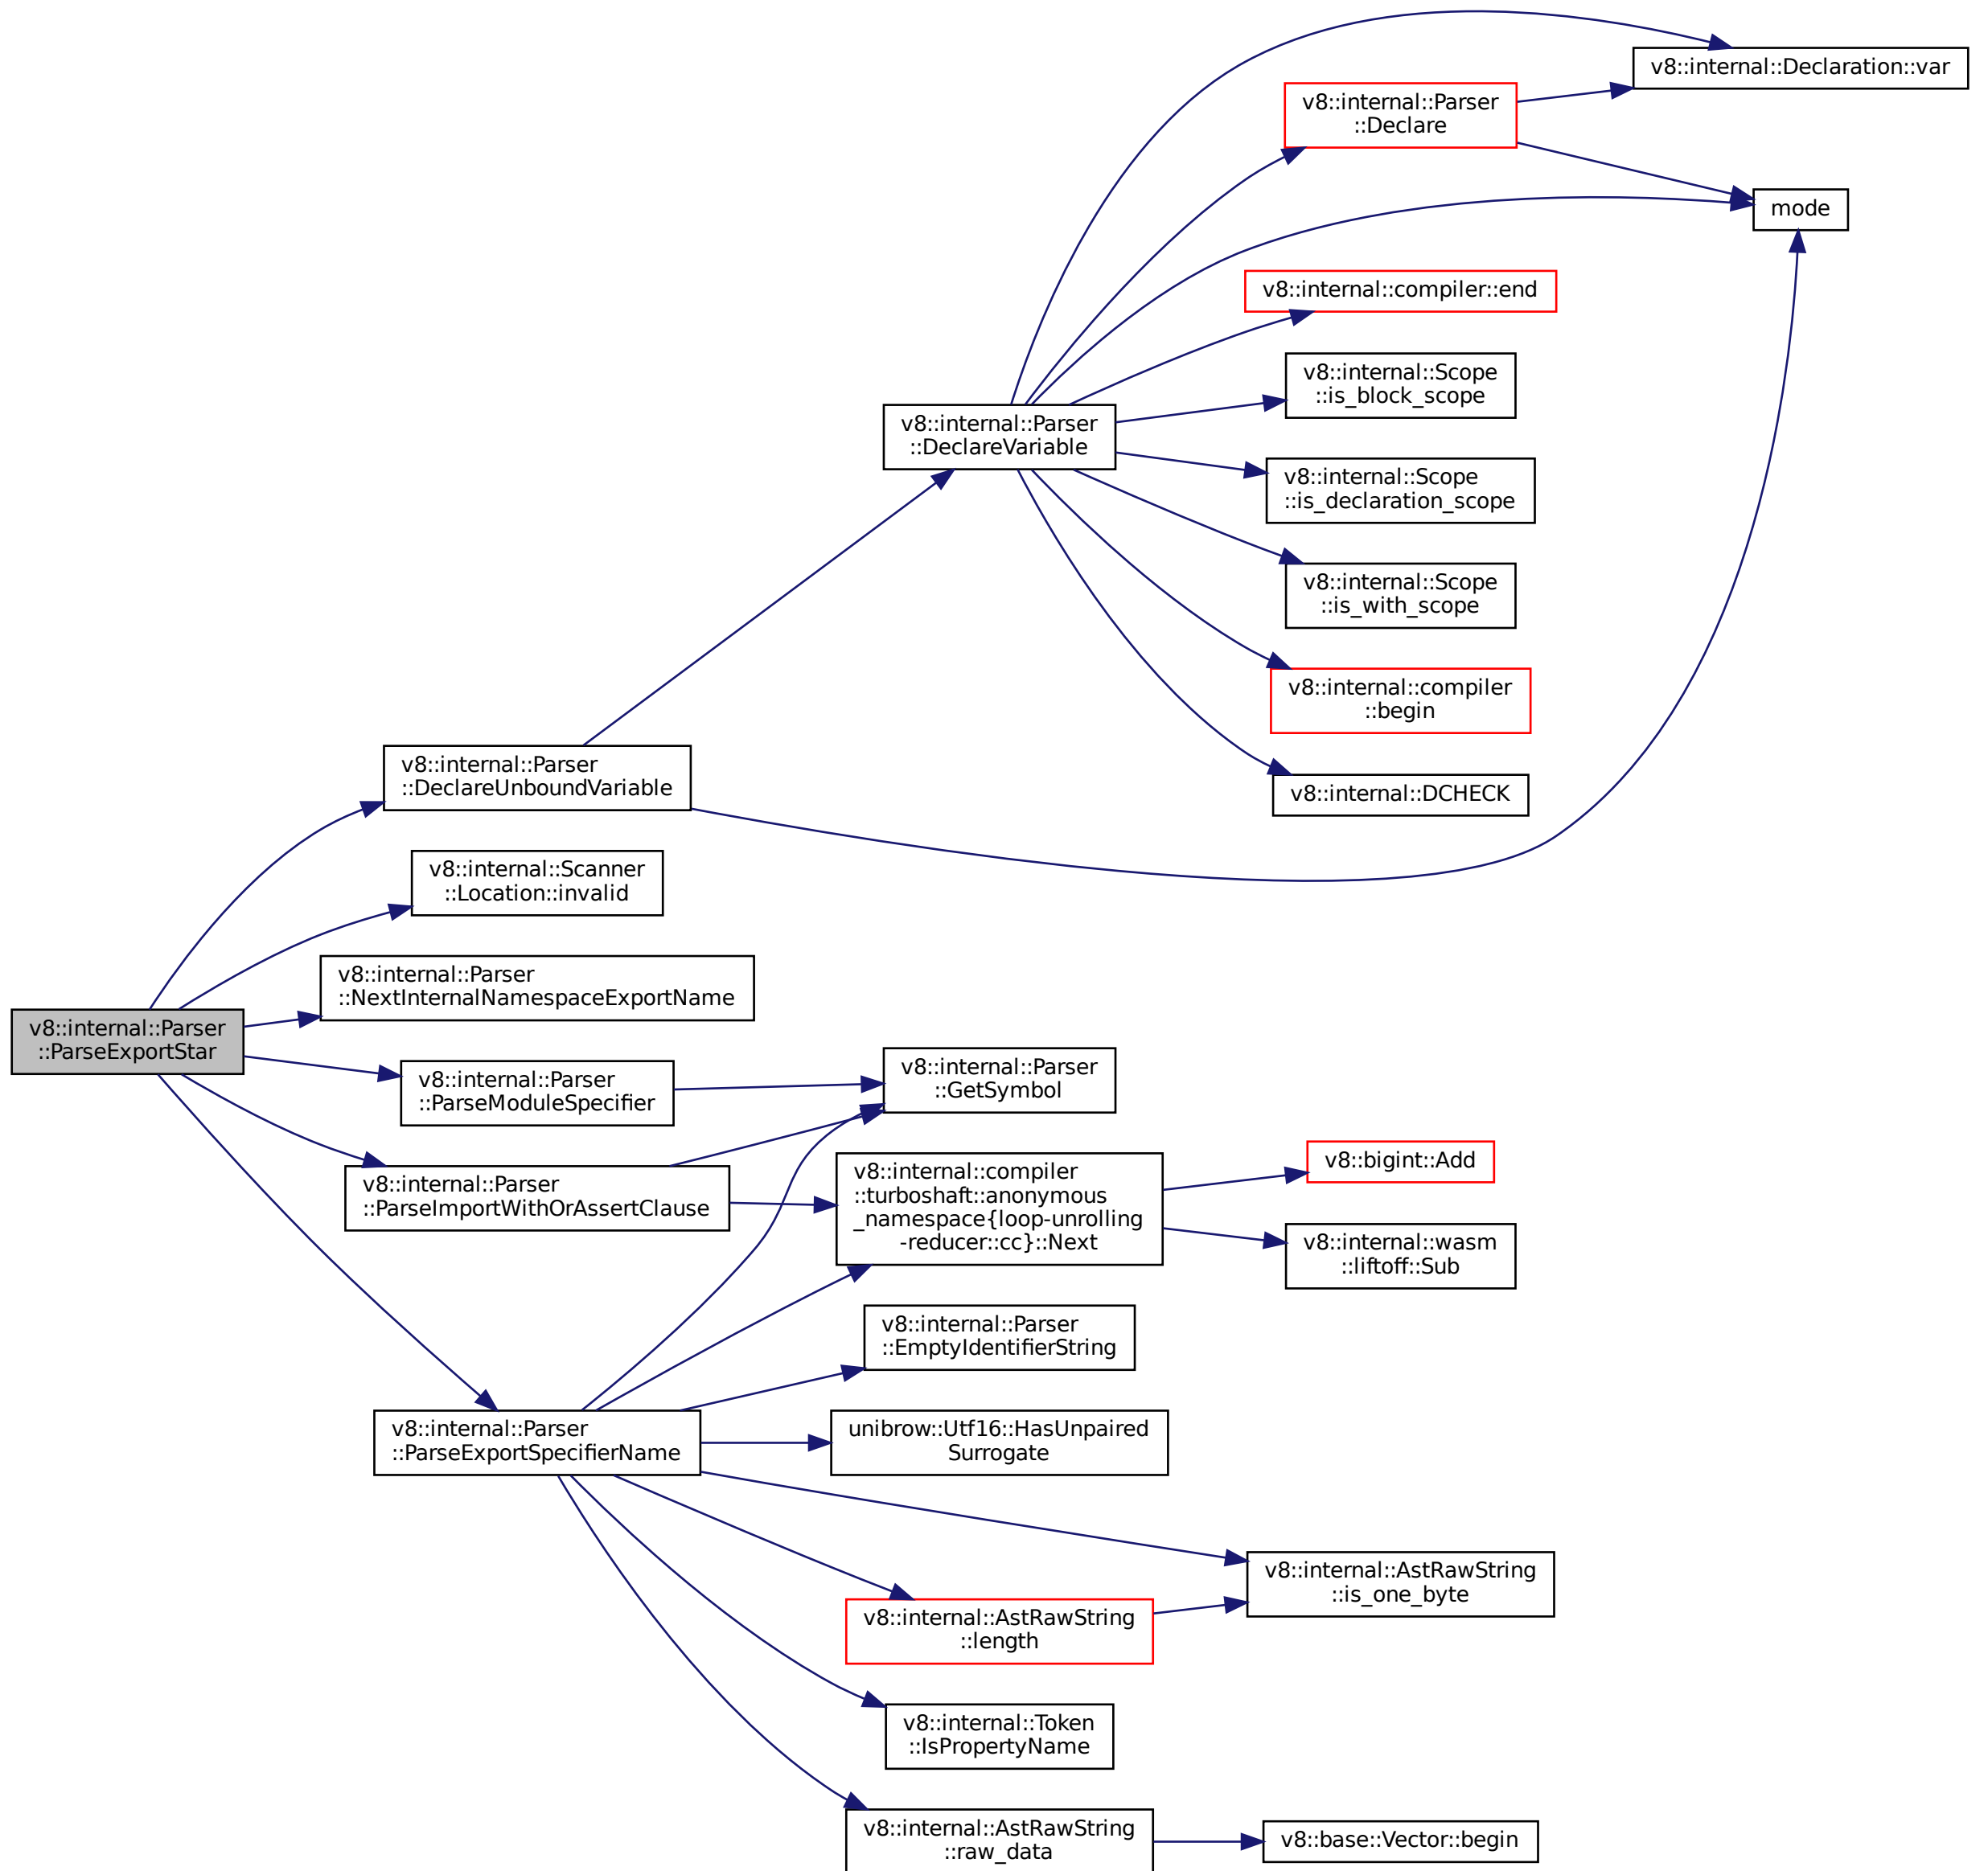 v8::internal::Declaration::var
v8::internal::Parser
::Declare
mode
v8::internal::compiler::end
v8::internal::Scope
::is_block_scope
v8::internal::Parser
::DeclareVariable
v8::internal::Scope
::is_declaration_scope
v8::internal::Scope
::is_with_scope
v8::internal::compiler
::begin
v8::internal::Parser
::DeclareUnboundVariable
v8::internal::DCHECK
v8::internal::Scanner
::Location::invalid
v8::internal::Parser
::NextInternalNamespaceExportName
v8::internal::Parser
::ParseExportStar
v8::internal::Parser
::ParseModuleSpecifier
v8::internal::Parser
::GetSymbol
v8::internal::Parser
::ParseImportWithOrAssertClause
v8::internal::compiler
::turboshaft::anonymous
_namespace{loop-unrolling
-reducer::cc}::Next
v8::bigint::Add
v8::internal::wasm
::liftoff::Sub
v8::internal::Parser
::EmptyIdentifierString
v8::internal::Parser
::ParseExportSpecifierName
unibrow::Utf16::HasUnpaired
Surrogate
v8::internal::AstRawString
::is_one_byte
v8::internal::AstRawString
::length
v8::internal::Token
::IsPropertyName
v8::internal::AstRawString
::raw_data
v8::base::Vector::begin